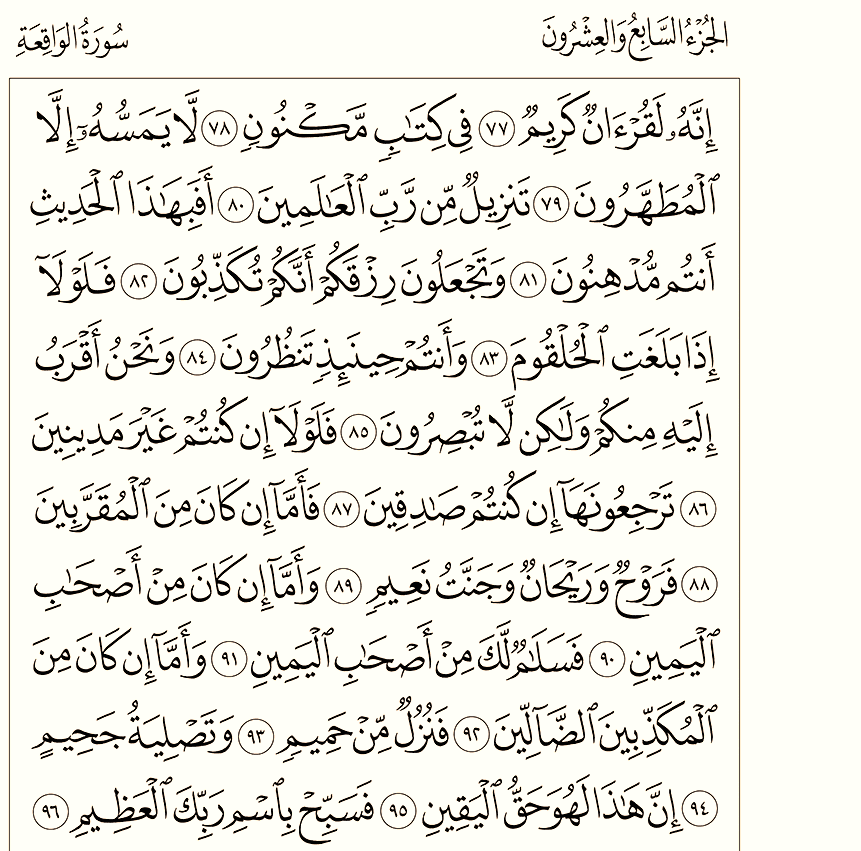 الجُزْءُ السَّابِعُ وَالعِشْرُونَ
سُورَةُ الوَاقِعَةِ
إِنَّهُۥ لَقُرْءَانٌ كَرِيمٌ ٧٧ فِى كِتَٰبٍ مَّكْنُونٍ ٧٨ لَّا يَمَسُّهُۥٓ إِلَّا
ٱلْمُطَهَّرُونَ ٧٩ تَنزِيلٌ مِّن رَّبِّ ٱلْعَٰلَمِينَ ٨٠ أَفَبِهَٰذَا ٱلْحَدِيثِ
أَنتُم مُّدْهِنُونَ ٨١ وَتَجْعَلُونَ رِزْقَكُمْ أَنَّكُمْ تُكَذِّبُونَ ٨٢ فَلَوْلَآ
إِذَا بَلَغَتِ ٱلْحُلْقُومَ ٨٣ وَأَنتُمْ حِينَئِذٍ تَنظُرُونَ ٨٤ وَنَحْنُ أَقْرَبُ
إِلَيْهِ مِنكُمْ وَلَٰكِن لَّا تُبْصِرُونَ ٨٥ فَلَوْلَآ إِن كُنتُمْ غَيْرَ مَدِينِينَ
٨٦ تَرْجِعُونَهَآ إِن كُنتُمْ صَٰدِقِينَ ٨٧ فَأَمَّآ إِن كَانَ مِنَ ٱلْمُقَرَّبِينَ
٨٨ فَرَوْحٌ وَرَيْحَانٌ وَجَنَّتُ نَعِيمٍ ٨٩ وَأَمَّآ إِن كَانَ مِنْ أَصْحَٰبِ
ٱلْيَمِينِ ٩٠ فَسَلَٰمٌ لَّكَ مِنْ أَصْحَٰبِ ٱلْيَمِينِ ٩١ وَأَمَّآ إِن كَانَ مِنَ
ٱلْمُكَذِّبِينَ ٱلضَّآلِّينَ ٩٢ فَنُزُلٌ مِّنْ حَمِيمٍ ٩٣ وَتَصْلِيَةُ جَحِيمٍ
٩٤ إِنَّ هَٰذَا لَهُوَ حَقُّ ٱلْيَقِينِ ٩٥ فَسَبِّحْ بِٱسْمِ رَبِّكَ ٱلْعَظِيمِ ٩٦